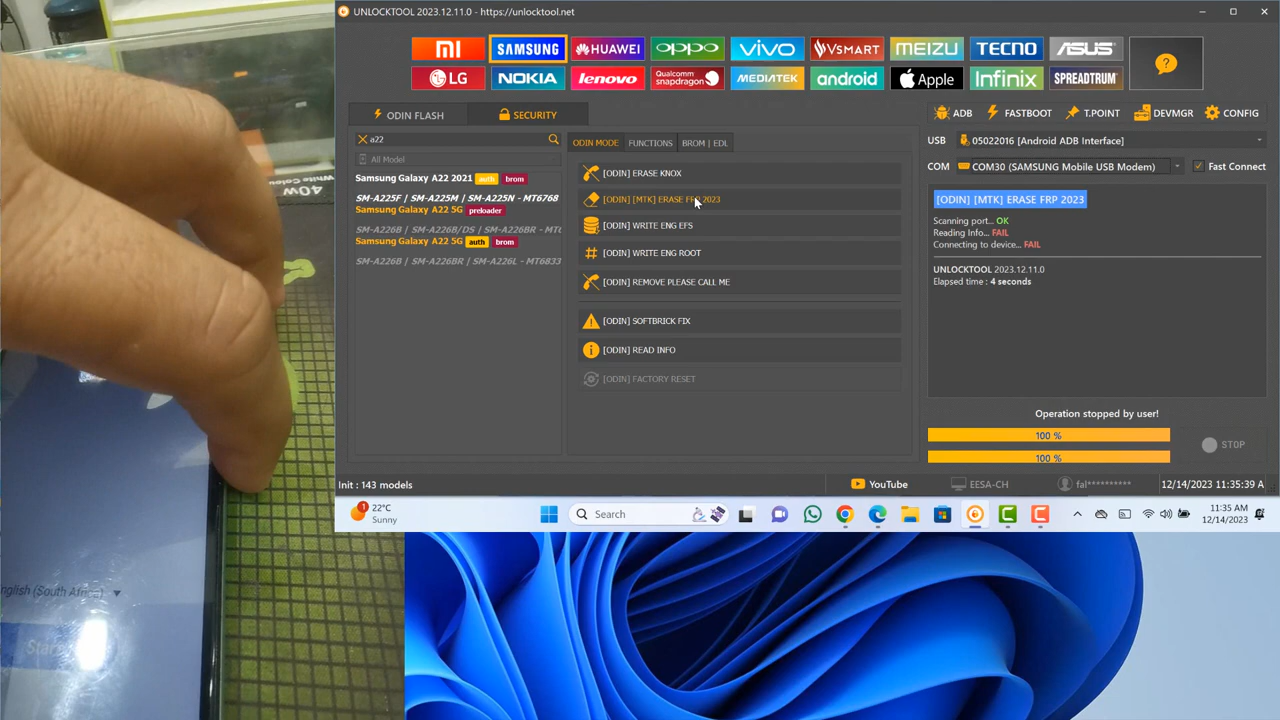 UNLOCKTOOL 2023.12.11.0 - https://unlocktool.net
MI SAMSUNG HUAWEI OPPO vivo VSMART MEIZU TECNO ASUS
LG NOKIA lenovo Qualcomm snapdragon MEDIATEK android Apple Infinix SPREADTRUM
ODIN FLASH SECURITY
a22
All Model
Samsung Galaxy A22 2021 auth brom
SM-A225F / SM-A225M / SM-A225N - MT6768
Samsung Galaxy A22 5G preloader
SM-A226B / SM-A226B/DS / SM-A226BR - MT6
Samsung Galaxy A22 5G auth brom
SM-A226B / SM-A226BR / SM-A226L - MT6833
ODIN MODE FUNCTIONS BROM | EDL
[ODIN] ERASE KNOX
[ODIN] [MTK] ERASE FRP 2023
[ODIN] WRITE ENG EFS
[ODIN] WRITE ENG ROOT
[ODIN] REMOVE PLEASE CALL ME
[ODIN] SOFTBRICK FIX
[ODIN] READ INFO
[ODIN] FACTORY RESET
ADB FASTBOOT T.POINT DEVMGR CONFIG
USB 05022016 [Android ADB Interface]
COM COM30 (SAMSUNG Mobile USB Modem) Fast Connect
[ODIN] [MTK] ERASE FRP 2023
Scanning port... OK
Reading Info... FAIL
Connecting to device... FAIL
UNLOCKTOOL 2023.12.11.0
Elapsed time : 4 seconds
Operation stopped by user!
100 %
100 %
STOP
Init : 143 models YouTube EESA-CH fal********** 12/14/2023 11:35:39 A
22°C
Sunny
Search
11:35 AM
12/14/2023
nglish (South Africa)
Start
40w